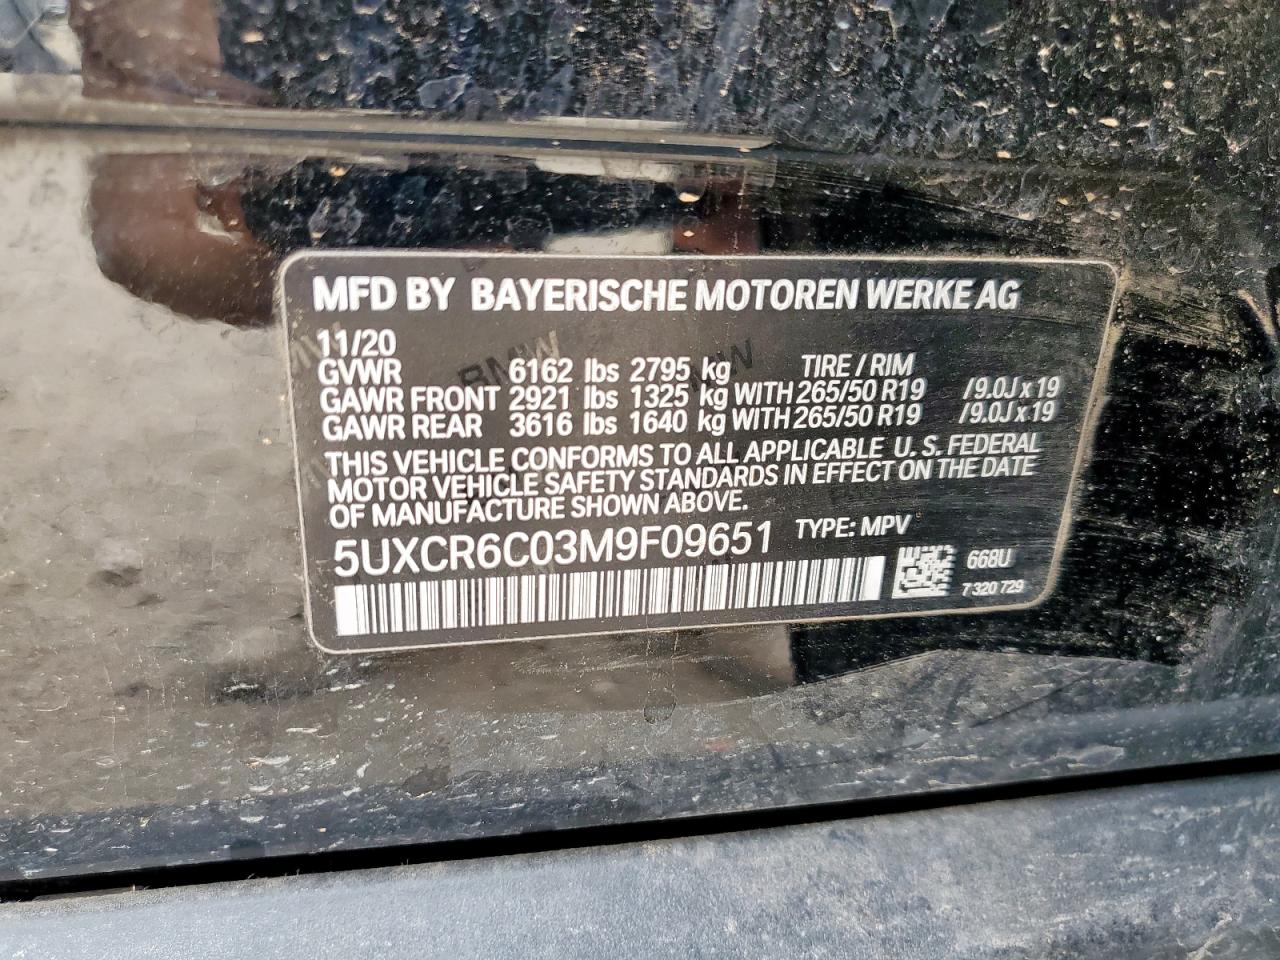 MFD BY BAYERISCHE MOTOREN WERKE AG
11/20
GVWR 6162 lbs 2795 kg TIRE / RIM
GAWR FRONT 2921 lbs 1325 kg WITH 265/50 R19 /9.0J x 19
GAWR REAR 3616 lbs 1640 kg WITH 265/50 R19 /9.0J x 19
THIS VEHICLE CONFORMS TO ALL APPLICABLE U.S. FEDERAL
MOTOR VEHICLE SAFETY STANDARDS IN EFFECT ON THE DATE
OF MANUFACTURE SHOWN ABOVE.
5UXCR6C03M9F09651 TYPE: MPV
668U
7 320 729